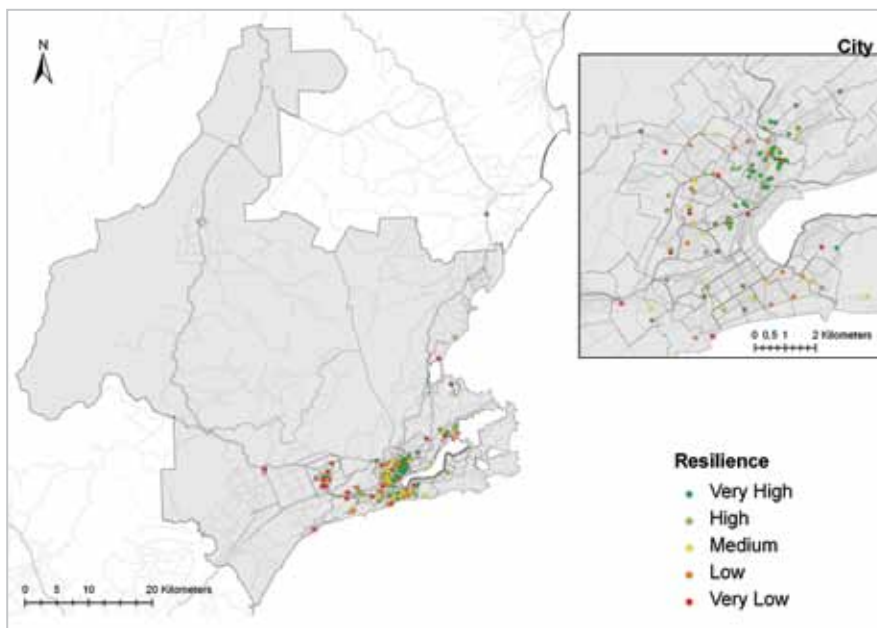 N
City
0 0.5 1 2 Kilometers
Resilience
Very High
High
Medium
Low
Very Low
0 5 10 20 Kilometers